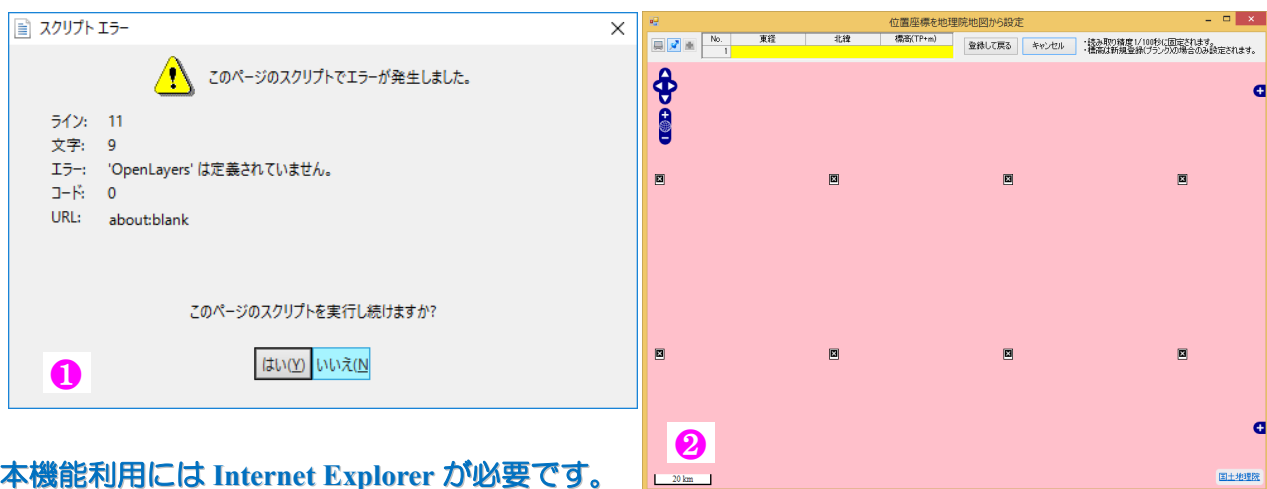 スクリプト エラー
このページのスクリプトでエラーが発生しました。
ライン: 11
文字: 9
エラー: 'OpenLayers' は定義されていません。
コード: 0
URL: about:blank
このページのスクリプトを実行し続けますか?
はい(Y) いいえ(N
❶
本機能利用には Internet Explorer が必要です。
位置座標を地理院地図から設定
No. 東経 北緯 標高(TP+m)
1
登録して戻る キャンセル
・読み取り精度1/100秒に固定されます。
・標高は新規登録(ブランク)の場合のみ設定されます。
❷
20 km
国土地理院